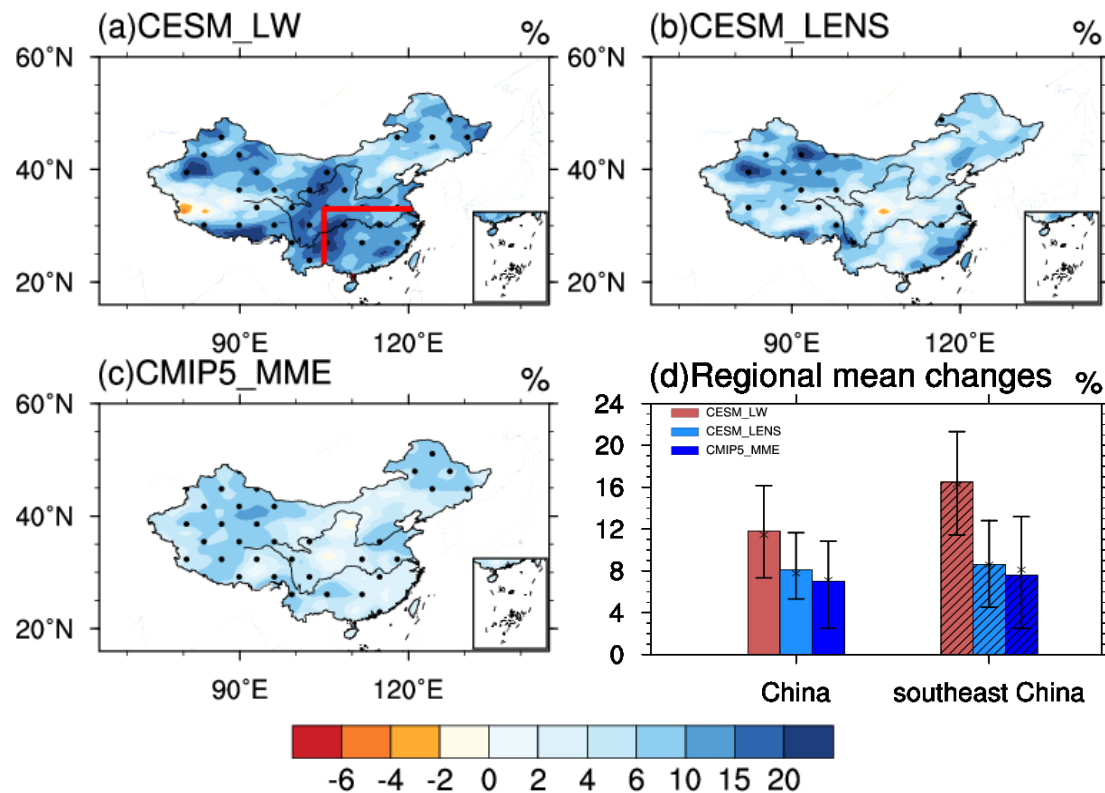 (a)CESM_LW %
60°N
40°N
20°N
90°E 120°E
(b)CESM_LENS %
60°N
40°N
20°N
90°E 120°E
(c)CMIP5_MME %
60°N
40°N
20°N
90°E 120°E
(d)Regional mean changes %
24
20
16
12
8
4
0
CESM_LW
CESM_LENS
CMIP5_MME
China southeast China
-6 -4 -2 0 2 4 6 10 15 20